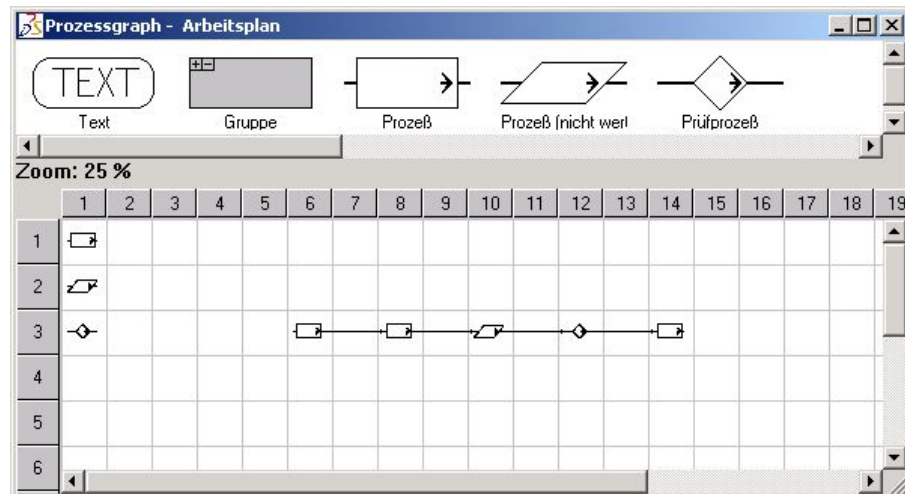 Prozessgraph - Arbeitsplan
TEXT
Text Gruppe Prozeß Prozeß (nicht wert Prüfprozeß
Zoom: 25 %
1 2 3 4 5 6 7 8 9 10 11 12 13 14 15 16 17 18 19
1
2
3
4
5
6